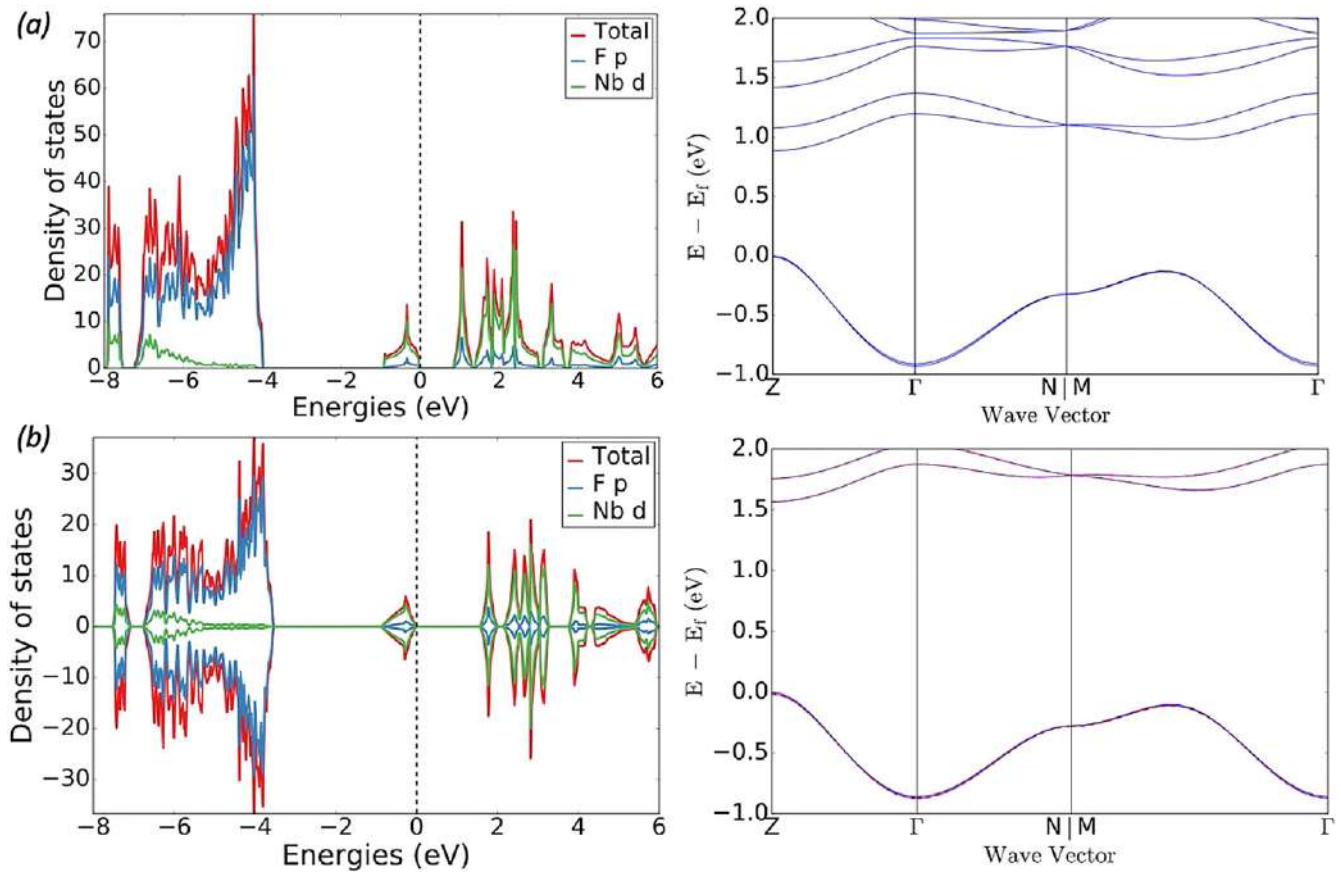 (a)
Density of states
70
60
50
40
30
20
10
0
Total
F p
Nb d
−8 −6 −4 −2 0 2 4 6
Energies (eV)
E − E_f (eV)
2.0
1.5
1.0
0.5
0.0
−0.5
−1.0
Z Γ N|M Γ
Wave Vector
(b)
Density of states
30
20
10
0
−10
−20
−30
Total
F p
Nb d
−8 −6 −4 −2 0 2 4 6
Energies (eV)
E − E_f (eV)
2.0
1.5
1.0
0.5
0.0
−0.5
−1.0
Z Γ N|M Γ
Wave Vector